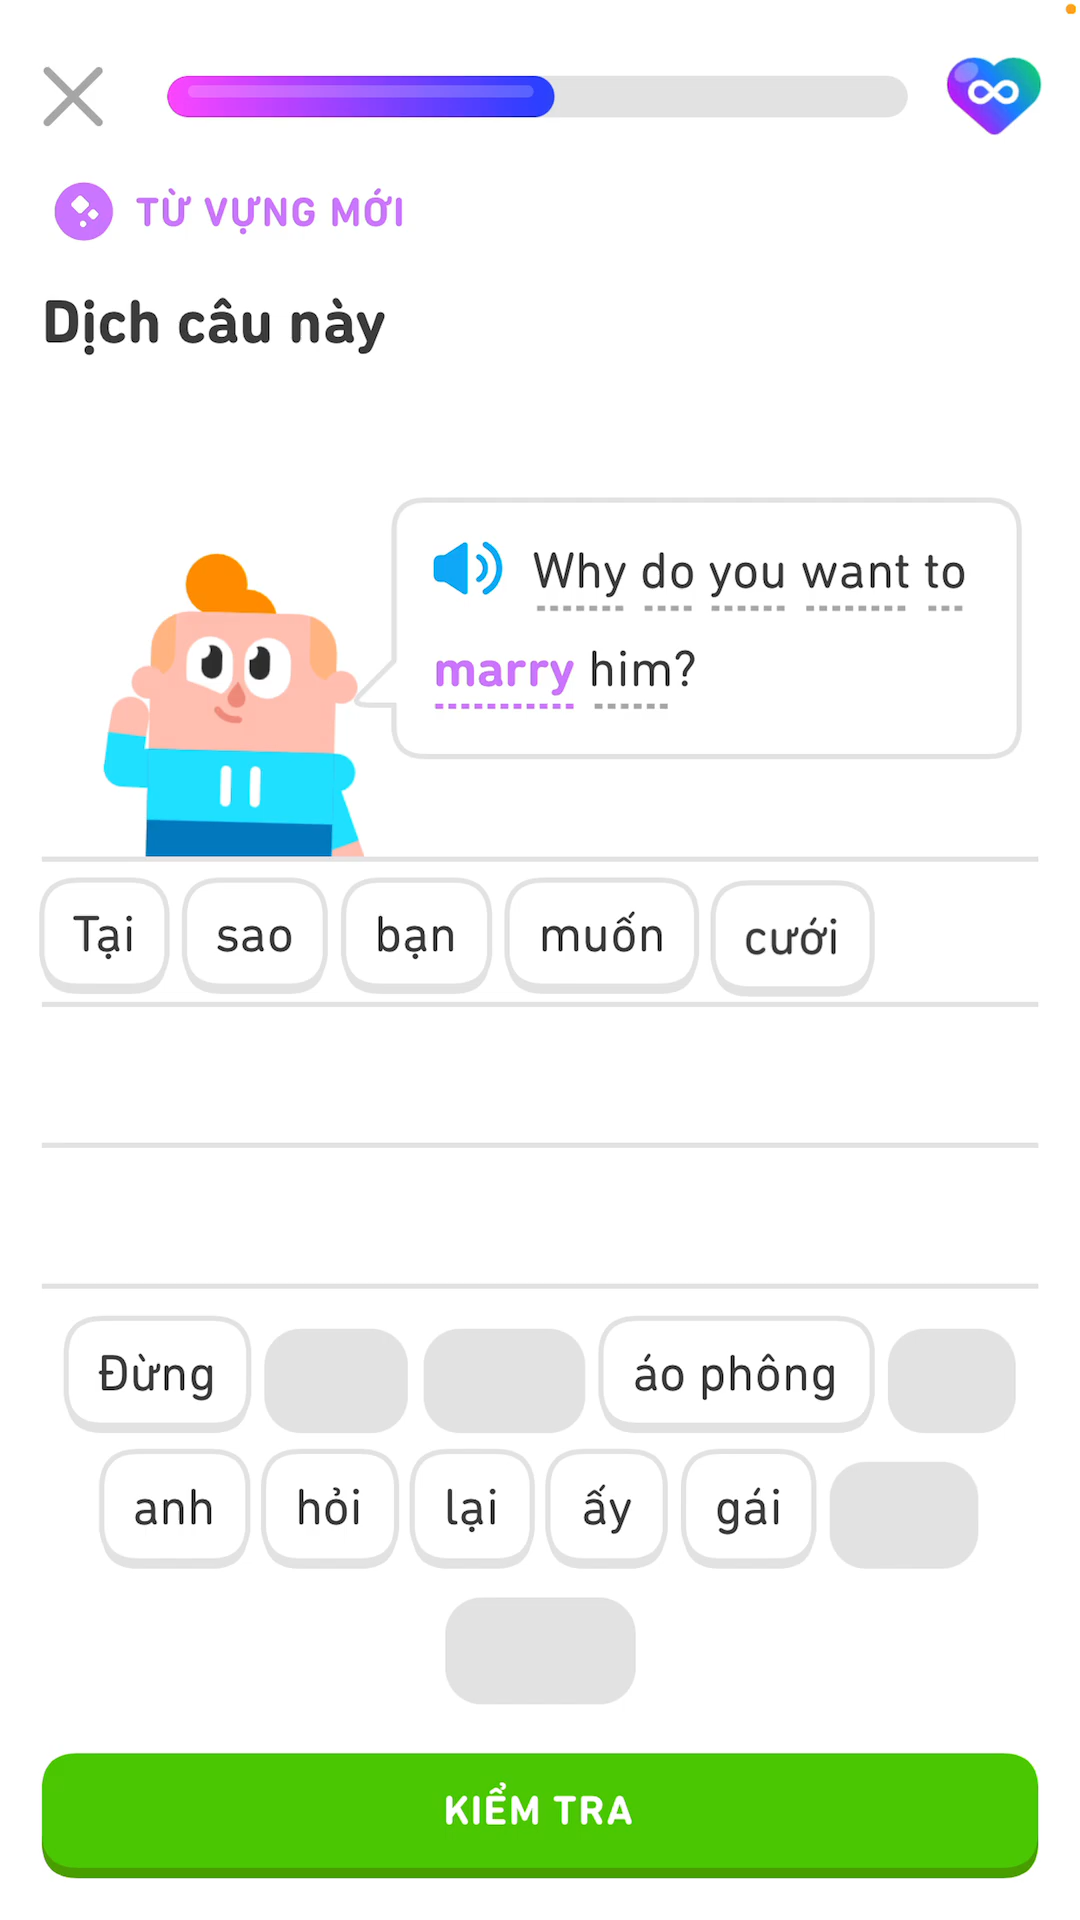 TỪ VỰNG MỚI
Dịch câu này
Why do you want to
marry him?
Tại sao bạn muốn cưới
Đừng áo phông
anh hỏi lại ấy gái
KIỂM TRA